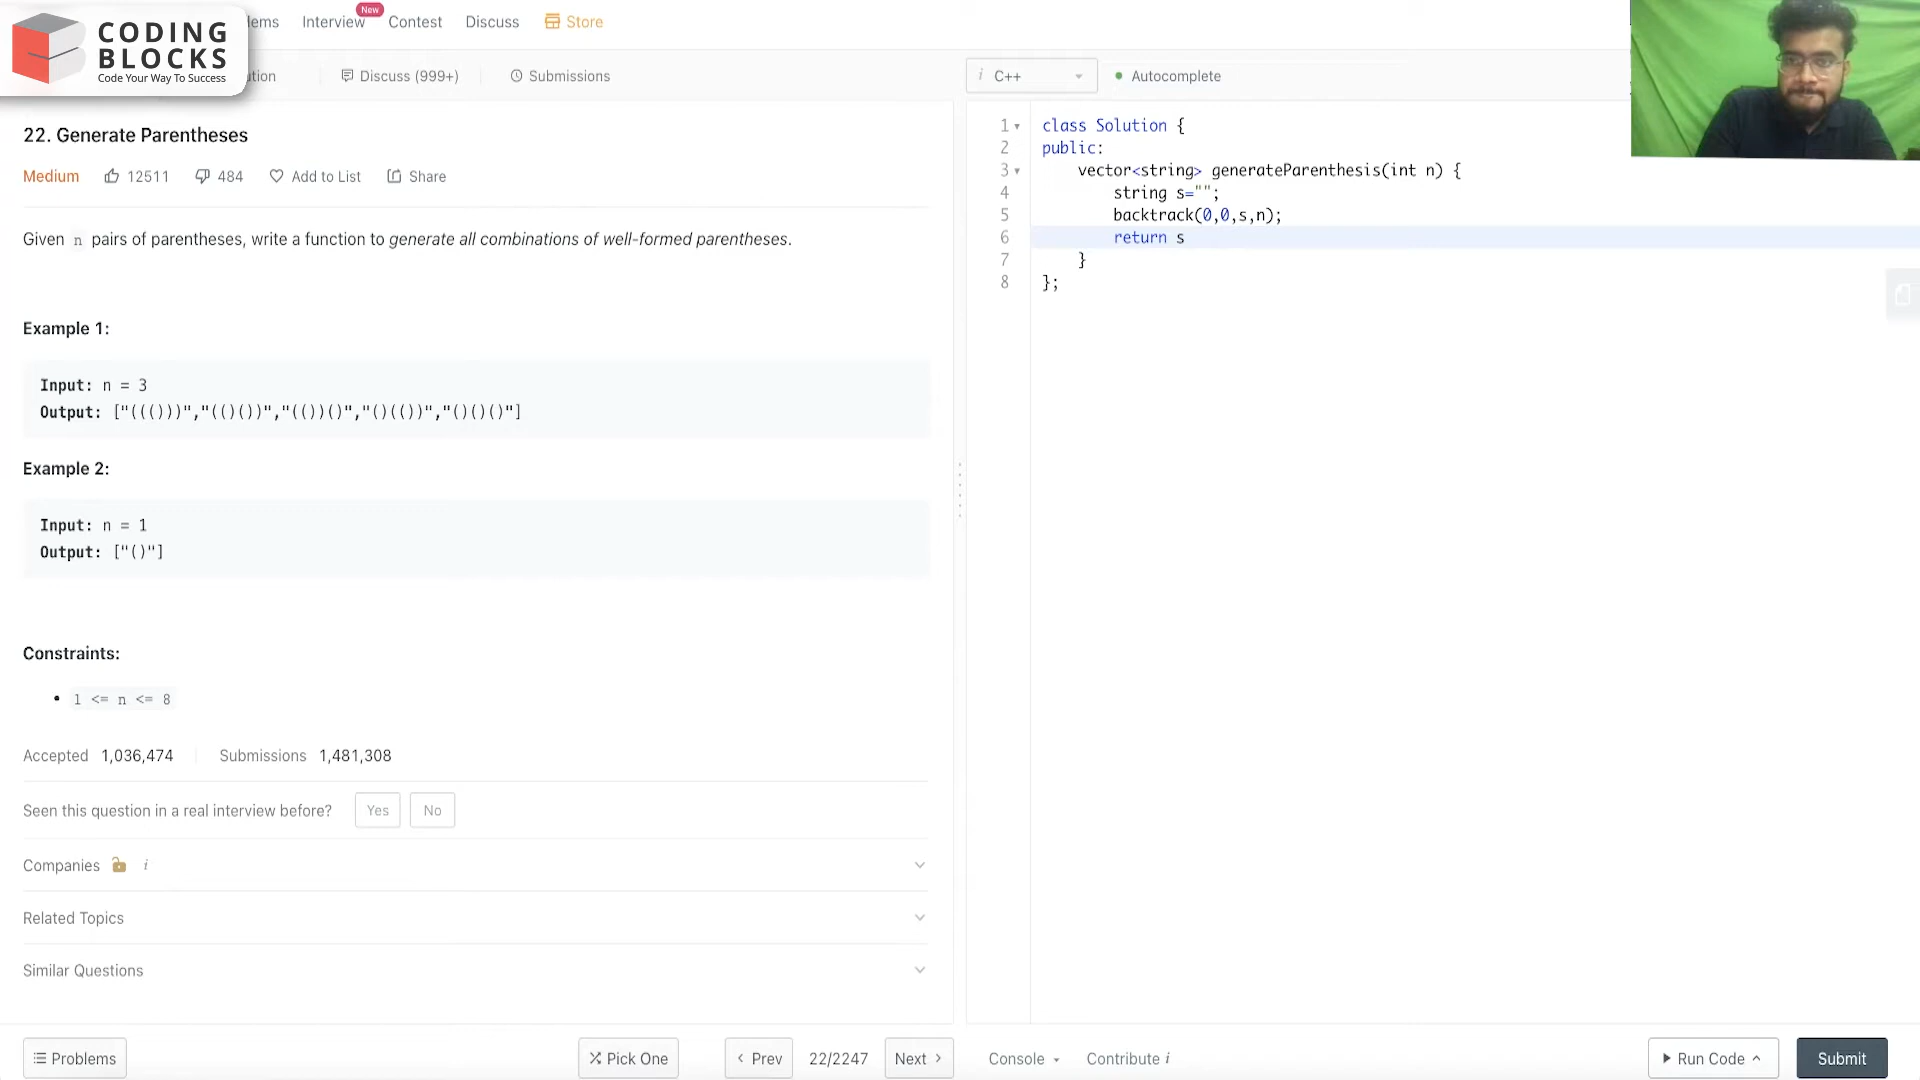 CODING
BLOCKS
Code Your Way To Success
ems
Interview
New
Contest
Discuss
Store
ution
Discuss (999+)
Submissions
i C++
Autocomplete
22. Generate Parentheses
Medium
12511
484
Add to List
Share
Given n pairs of parentheses, write a function to generate all combinations of well-formed parentheses.
Example 1:
Input: n = 3
Output: ["((()))","(()())","(())()","()(())","()()()"]
Example 2:
Input: n = 1
Output: ["()"]
Constraints:
• 1 <= n <= 8
Accepted 1,036,474
Submissions 1,481,308
Seen this question in a real interview before?
Yes
No
Companies i
Related Topics
Similar Questions
1 class Solution {
2 public:
3 vector<string> generateParenthesis(int n) {
4 string s="";
5 backtrack(0,0,s,n);
6 return s
7 }
8 };
Problems
Pick One
Prev
22/2247
Next
Console
Contribute i
Run Code
Submit